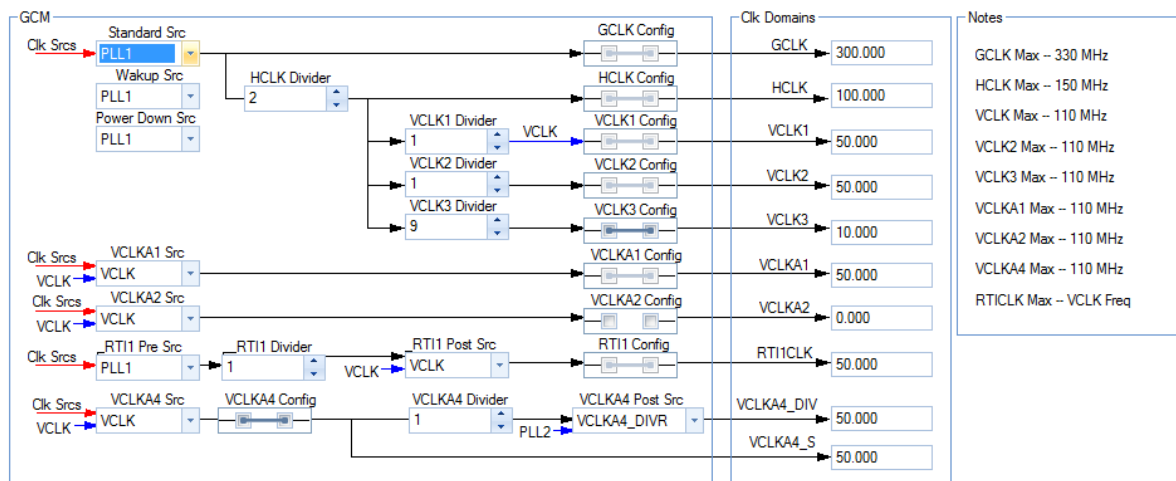 GCM
Clk Domains
Notes
Standard Src
GCLK Config
Clk Srcs
PLL1
GCLK
300.000
GCLK Max -- 330 MHz
Wakeup Src
HCLK Divider
HCLK Config
PLL1
2
HCLK
100.000
HCLK Max -- 150 MHz
Power Down Src
VCLK1 Divider
VCLK
VCLK1 Config
PLL1
1
VCLK1
50.000
VCLK Max -- 110 MHz
VCLK2 Divider
VCLK2 Config
1
VCLK2
50.000
VCLK2 Max -- 110 MHz
VCLK3 Divider
VCLK3 Config
9
VCLK3
10.000
VCLK3 Max -- 110 MHz
VCLKA1 Src
VCLKA1 Config
Clk Srcs
VCLK
VCLK
VCLKA1
50.000
VCLKA1 Max -- 110 MHz
VCLKA2 Src
VCLKA2 Config
Clk Srcs
VCLK
VCLK
VCLKA2
0.000
VCLKA2 Max -- 110 MHz
VCLKA4 Max -- 110 MHz
_RTI1 Pre Src
__RTI1 Divider
_RTI1 Post Src
RTI1 Config
Clk Srcs
PLL1
1
VCLK
VCLK
RTI1CLK
50.000
RTICLK Max -- VCLK Freq
VCLKA4 Src
VCLKA4 Config
VCLKA4 Divider
VCLKA4 Post Src
Clk Srcs
VCLK
VCLK
1
PLL2
VCLKA4_DIVR
VCLKA4_DIV
50.000
VCLKA4_S
50.000